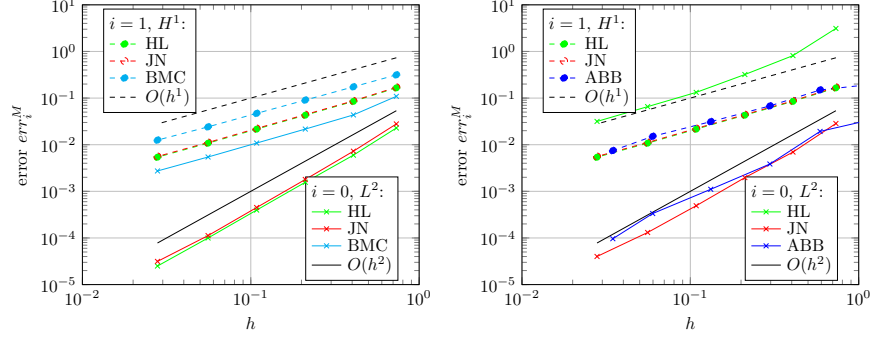 10^1
10^0
10^{-1}
10^{-2}
10^{-3}
10^{-4}
10^{-5}
error err_i^M
10^{-2}
10^{-1}
10^0
h
i = 1, H^1:
HL
JN
BMC
O(h^1)
i = 0, L^2:
HL
JN
BMC
O(h^2)
10^1
10^0
10^{-1}
10^{-2}
10^{-3}
10^{-4}
10^{-5}
error err_i^M
10^{-2}
10^{-1}
10^0
h
i = 1, H^1:
HL
JN
ABB
O(h^1)
i = 0, L^2:
HL
JN
ABB
O(h^2)